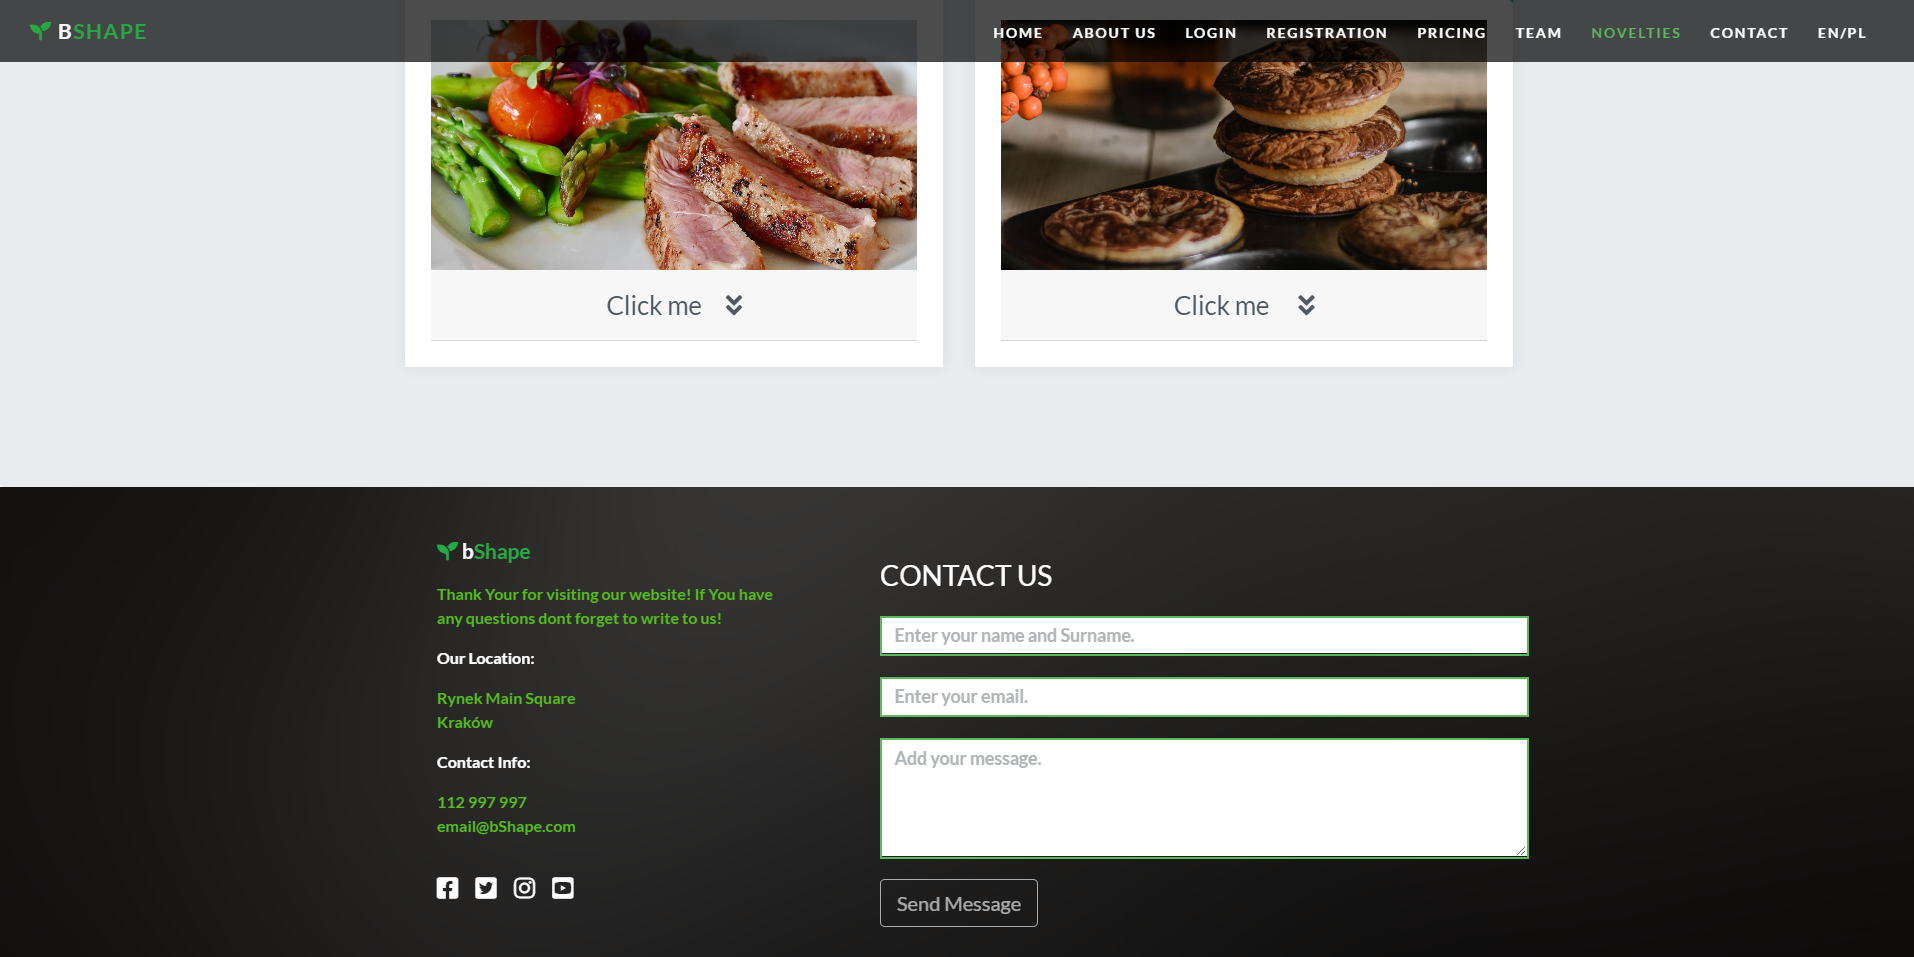 BSHAPE
HOME ABOUT US LOGIN REGISTRATION PRICING TEAM NOVELTIES CONTACT EN/PL
Click me
Click me
bShape
Thank Your for visiting our website! If You have
any questions dont forget to write to us!
Our Location:
Rynek Main Square
Kraków
Contact Info:
112 997 997
email@bShape.com
CONTACT US
Enter your name and Surname.
Enter your email.
Add your message.
Send Message